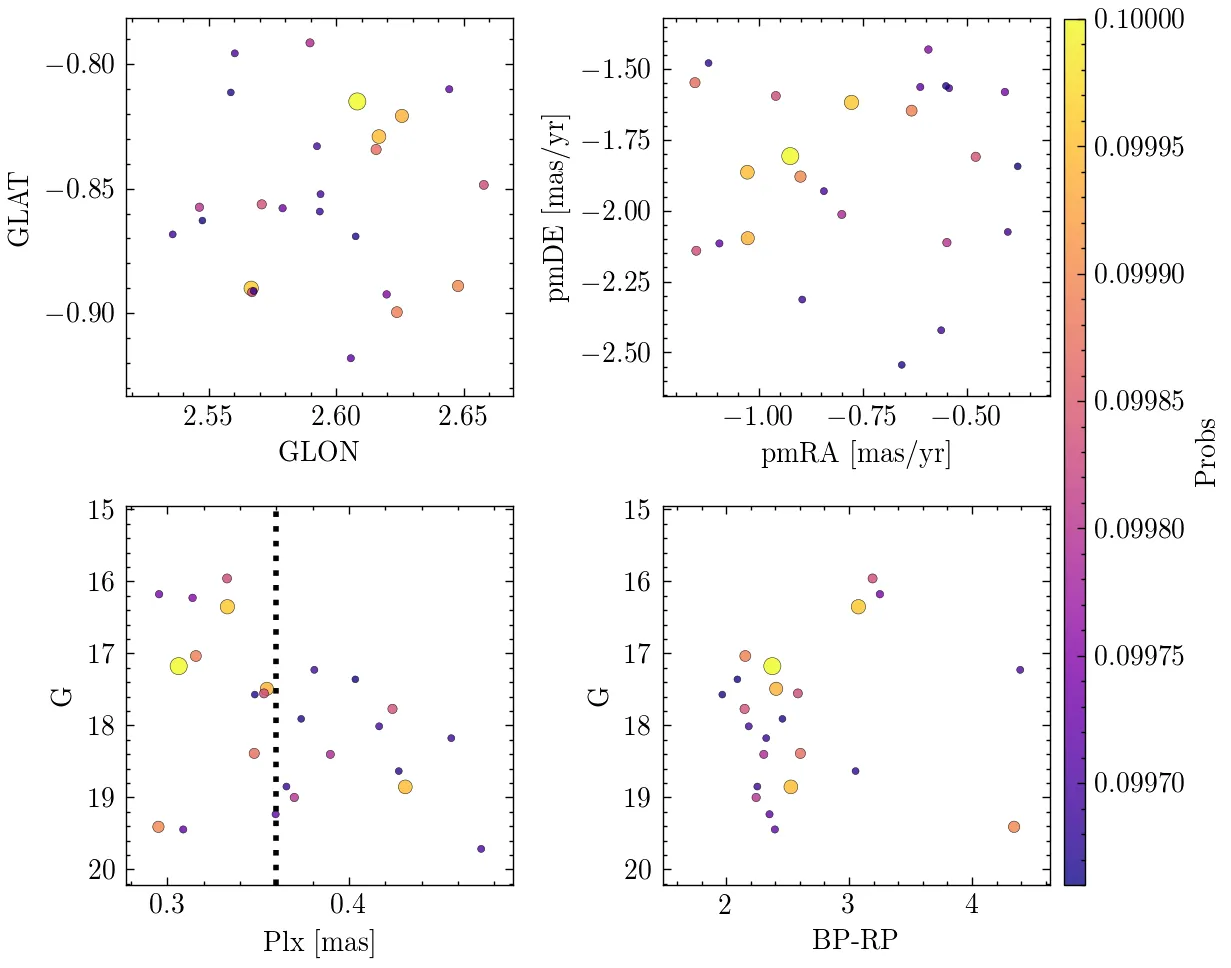 −0.80
−0.85
−0.90
GLAT
2.55 2.60 2.65
GLON
−1.50
−1.75
−2.00
−2.25
−2.50
pmDE [mas/yr]
−1.00 −0.75 −0.50
pmRA [mas/yr]
15
16
17
18
19
20
G
0.3 0.4
Plx [mas]
15
16
17
18
19
20
G
2 3 4
BP-RP
0.10000
0.09995
0.09990
0.09985
0.09980
0.09975
0.09970
Probs